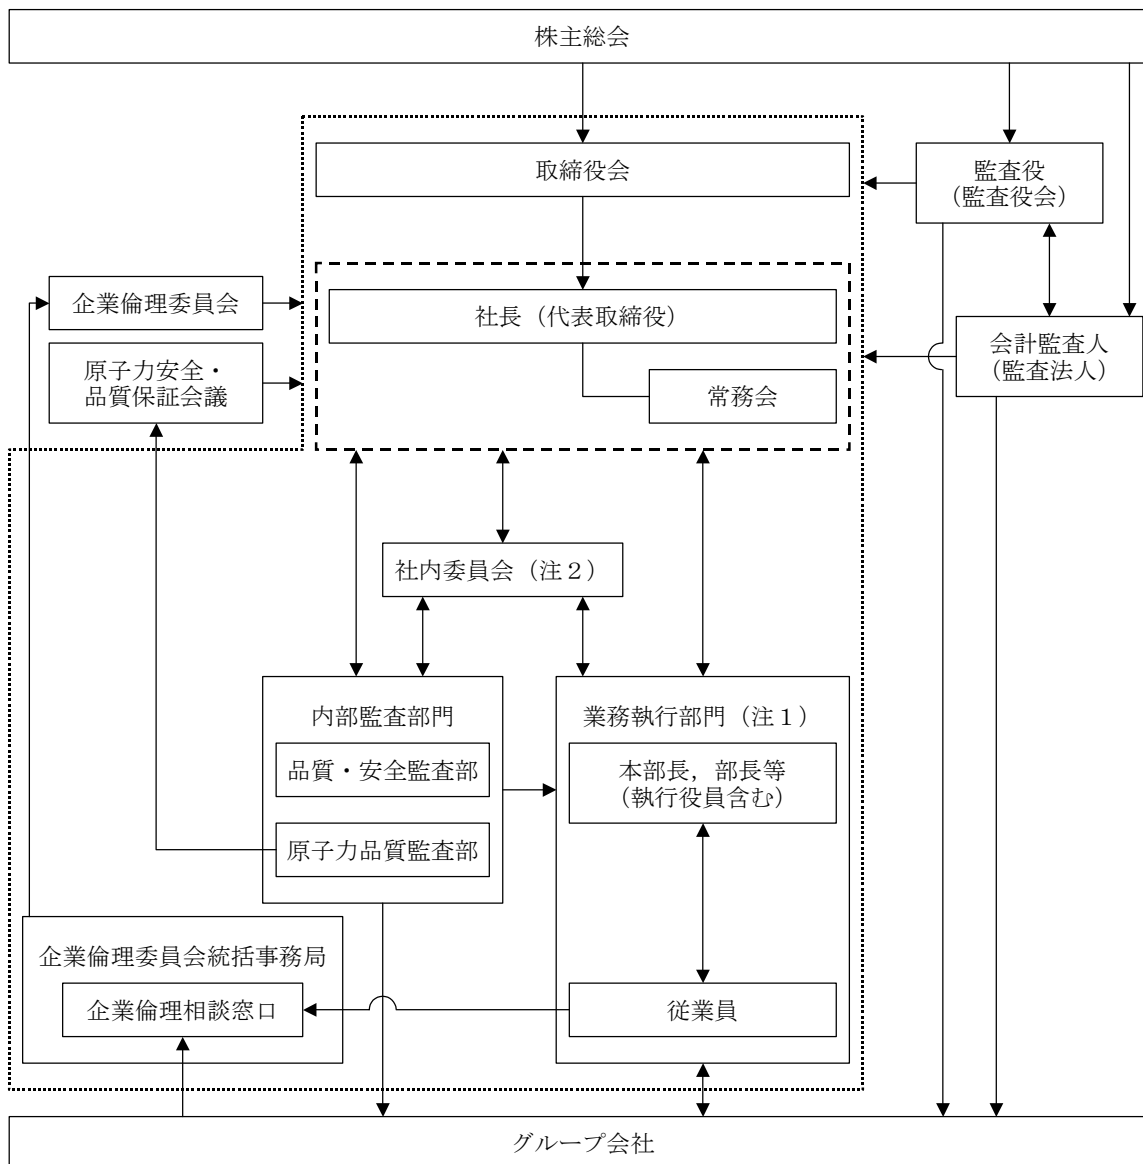 株主総会
取締役会
監査役
（監査役会）
企業倫理委員会
社長（代表取締役）
会計監査人
（監査法人）
原子力安全・
品質保証会議
常務会
社内委員会（注２）
内部監査部門
業務執行部門（注１）
品質・安全監査部
本部長，部長等
（執行役員含む）
原子力品質監査部
企業倫理委員会統括事務局
企業倫理相談窓口
従業員
グループ会社